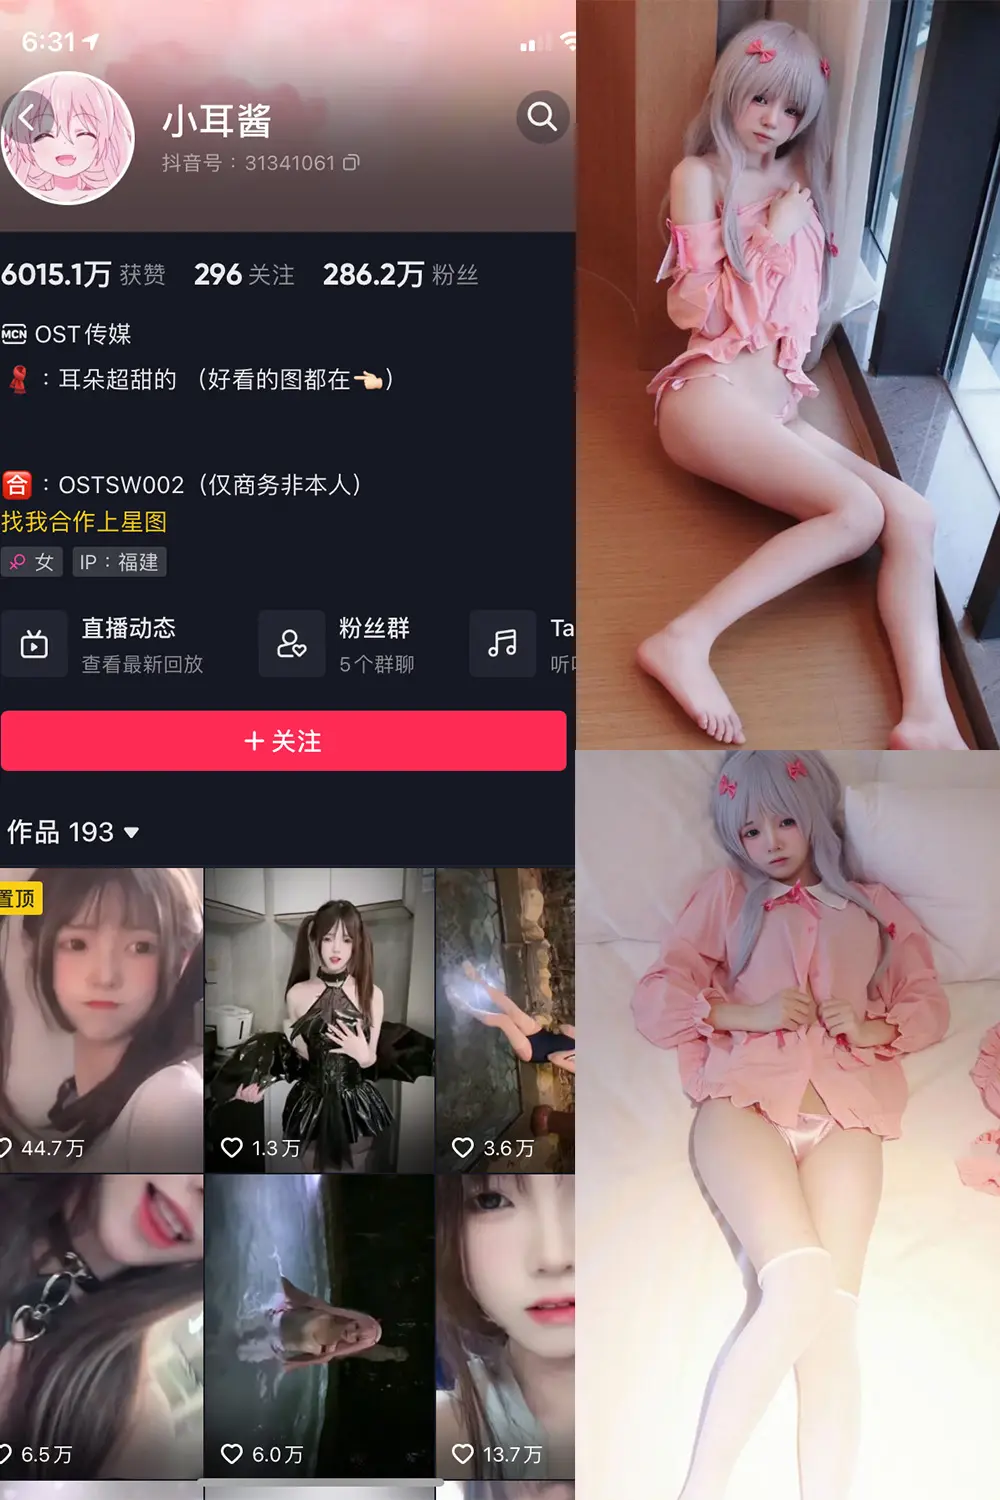 6:31
小耳酱
抖音号：31341061
6015.1万 获赞 296 关注 286.2万 粉丝
MCN OST传媒
：耳朵超甜的 （好看的图都在👈🏻）
合：OSTSW002（仅商务非本人）
找我合作上星图
女 IP：福建
直播动态
查看最新回放
粉丝群
5个群聊
Ta
听
+ 关注
作品 193
置顶
44.7万
1.3万
3.6万
6.5万
6.0万
13.7万